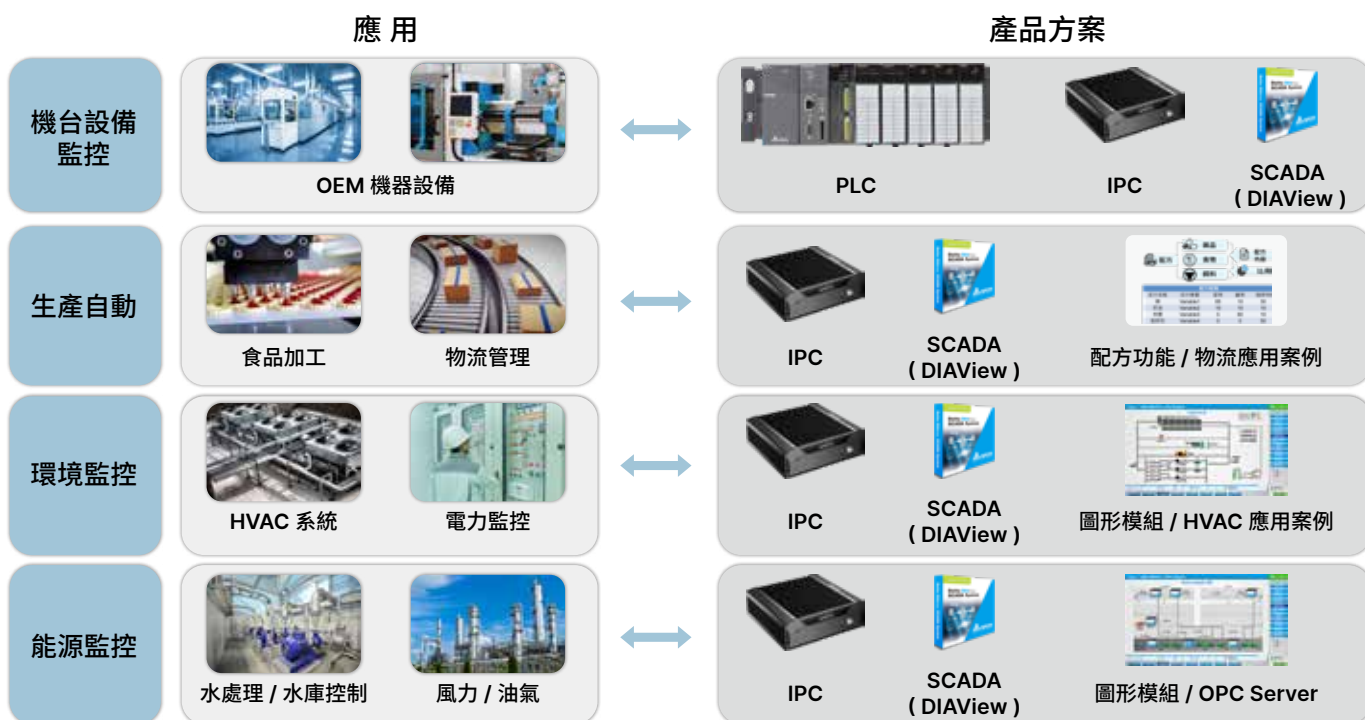 應 用
產品方案
機台設備
監控
OEM 機器設備
PLC
IPC
SCADA
( DIAView )
生產自動
食品加工
物流管理
IPC
SCADA
( DIAView )
配方功能 / 物流應用案例
環境監控
HVAC 系統
電力監控
IPC
SCADA
( DIAView )
圖形模組 / HVAC 應用案例
能源監控
水處理 / 水庫控制
風力 / 油氣
IPC
SCADA
( DIAView )
圖形模組 / OPC Server